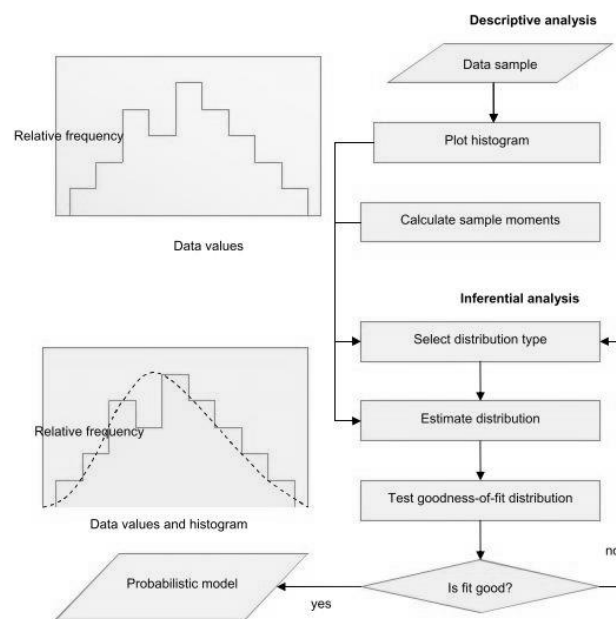 Descriptive analysis
Data sample
Relative frequency
Plot histogram
Calculate sample moments
Data values
Inferential analysis
Select distribution type
Estimate distribution
Relative frequency
Test goodness-of-fit distribution
Data values and histogram
no
Probabilistic model
Is fit good?
yes